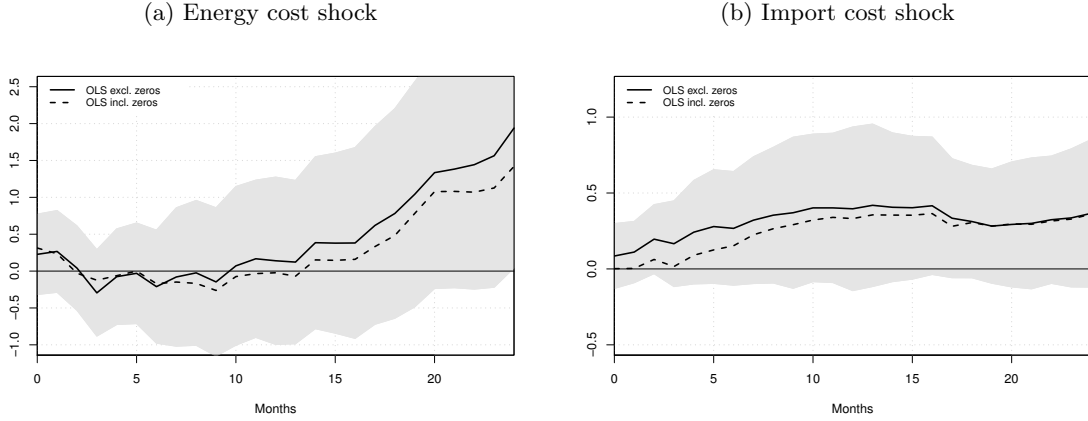 (a) Energy cost shock
(b) Import cost shock
OLS excl. zeros
OLS incl. zeros
2.5
2.0
1.5
1.0
0.5
0.0
−0.5
−1.0
0 5 10 15 20
Months
OLS excl. zeros
OLS incl. zeros
1.0
0.5
0.0
−0.5
0 5 10 15 20
Months